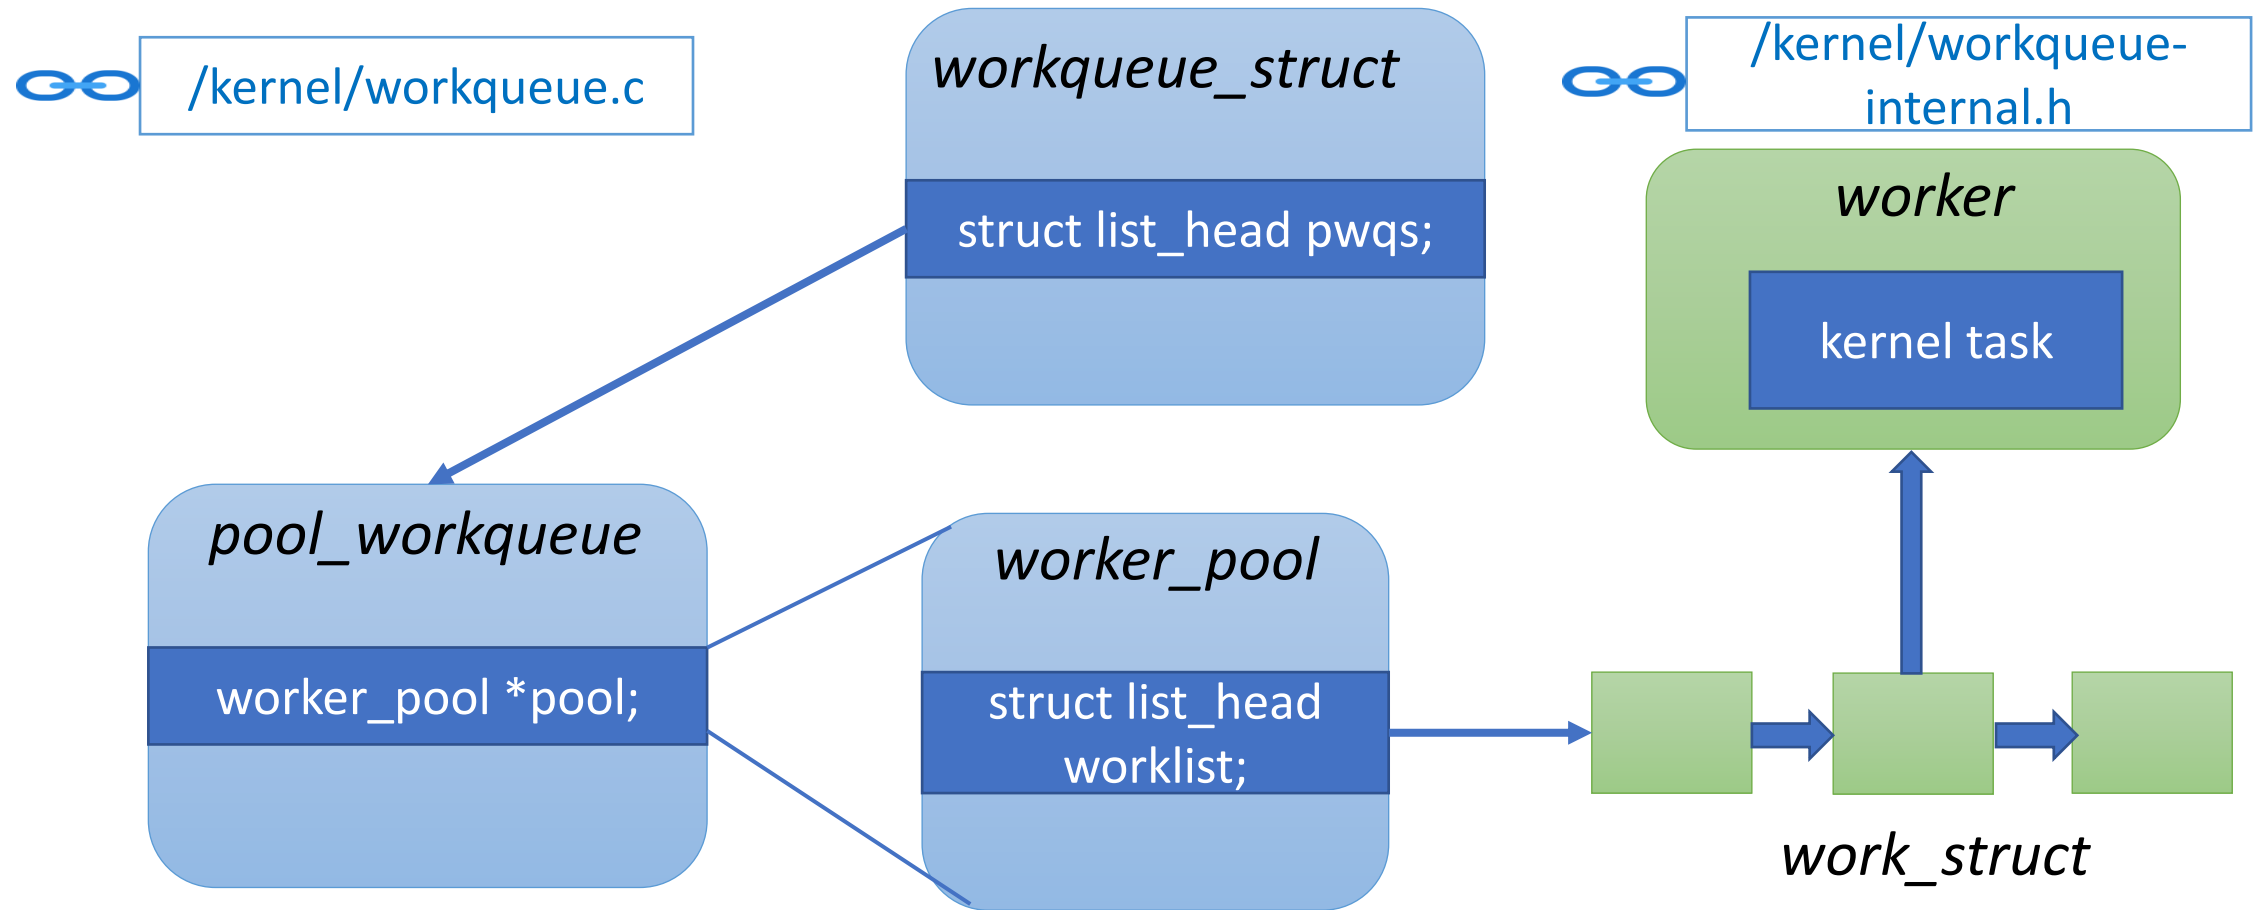 /kernel/workqueue.c
workqueue_struct
struct list_head pwqs;
/kernel/workqueue-
internal.h
worker
kernel task
pool_workqueue
worker_pool *pool;
worker_pool
struct list_head
worklist;
work_struct